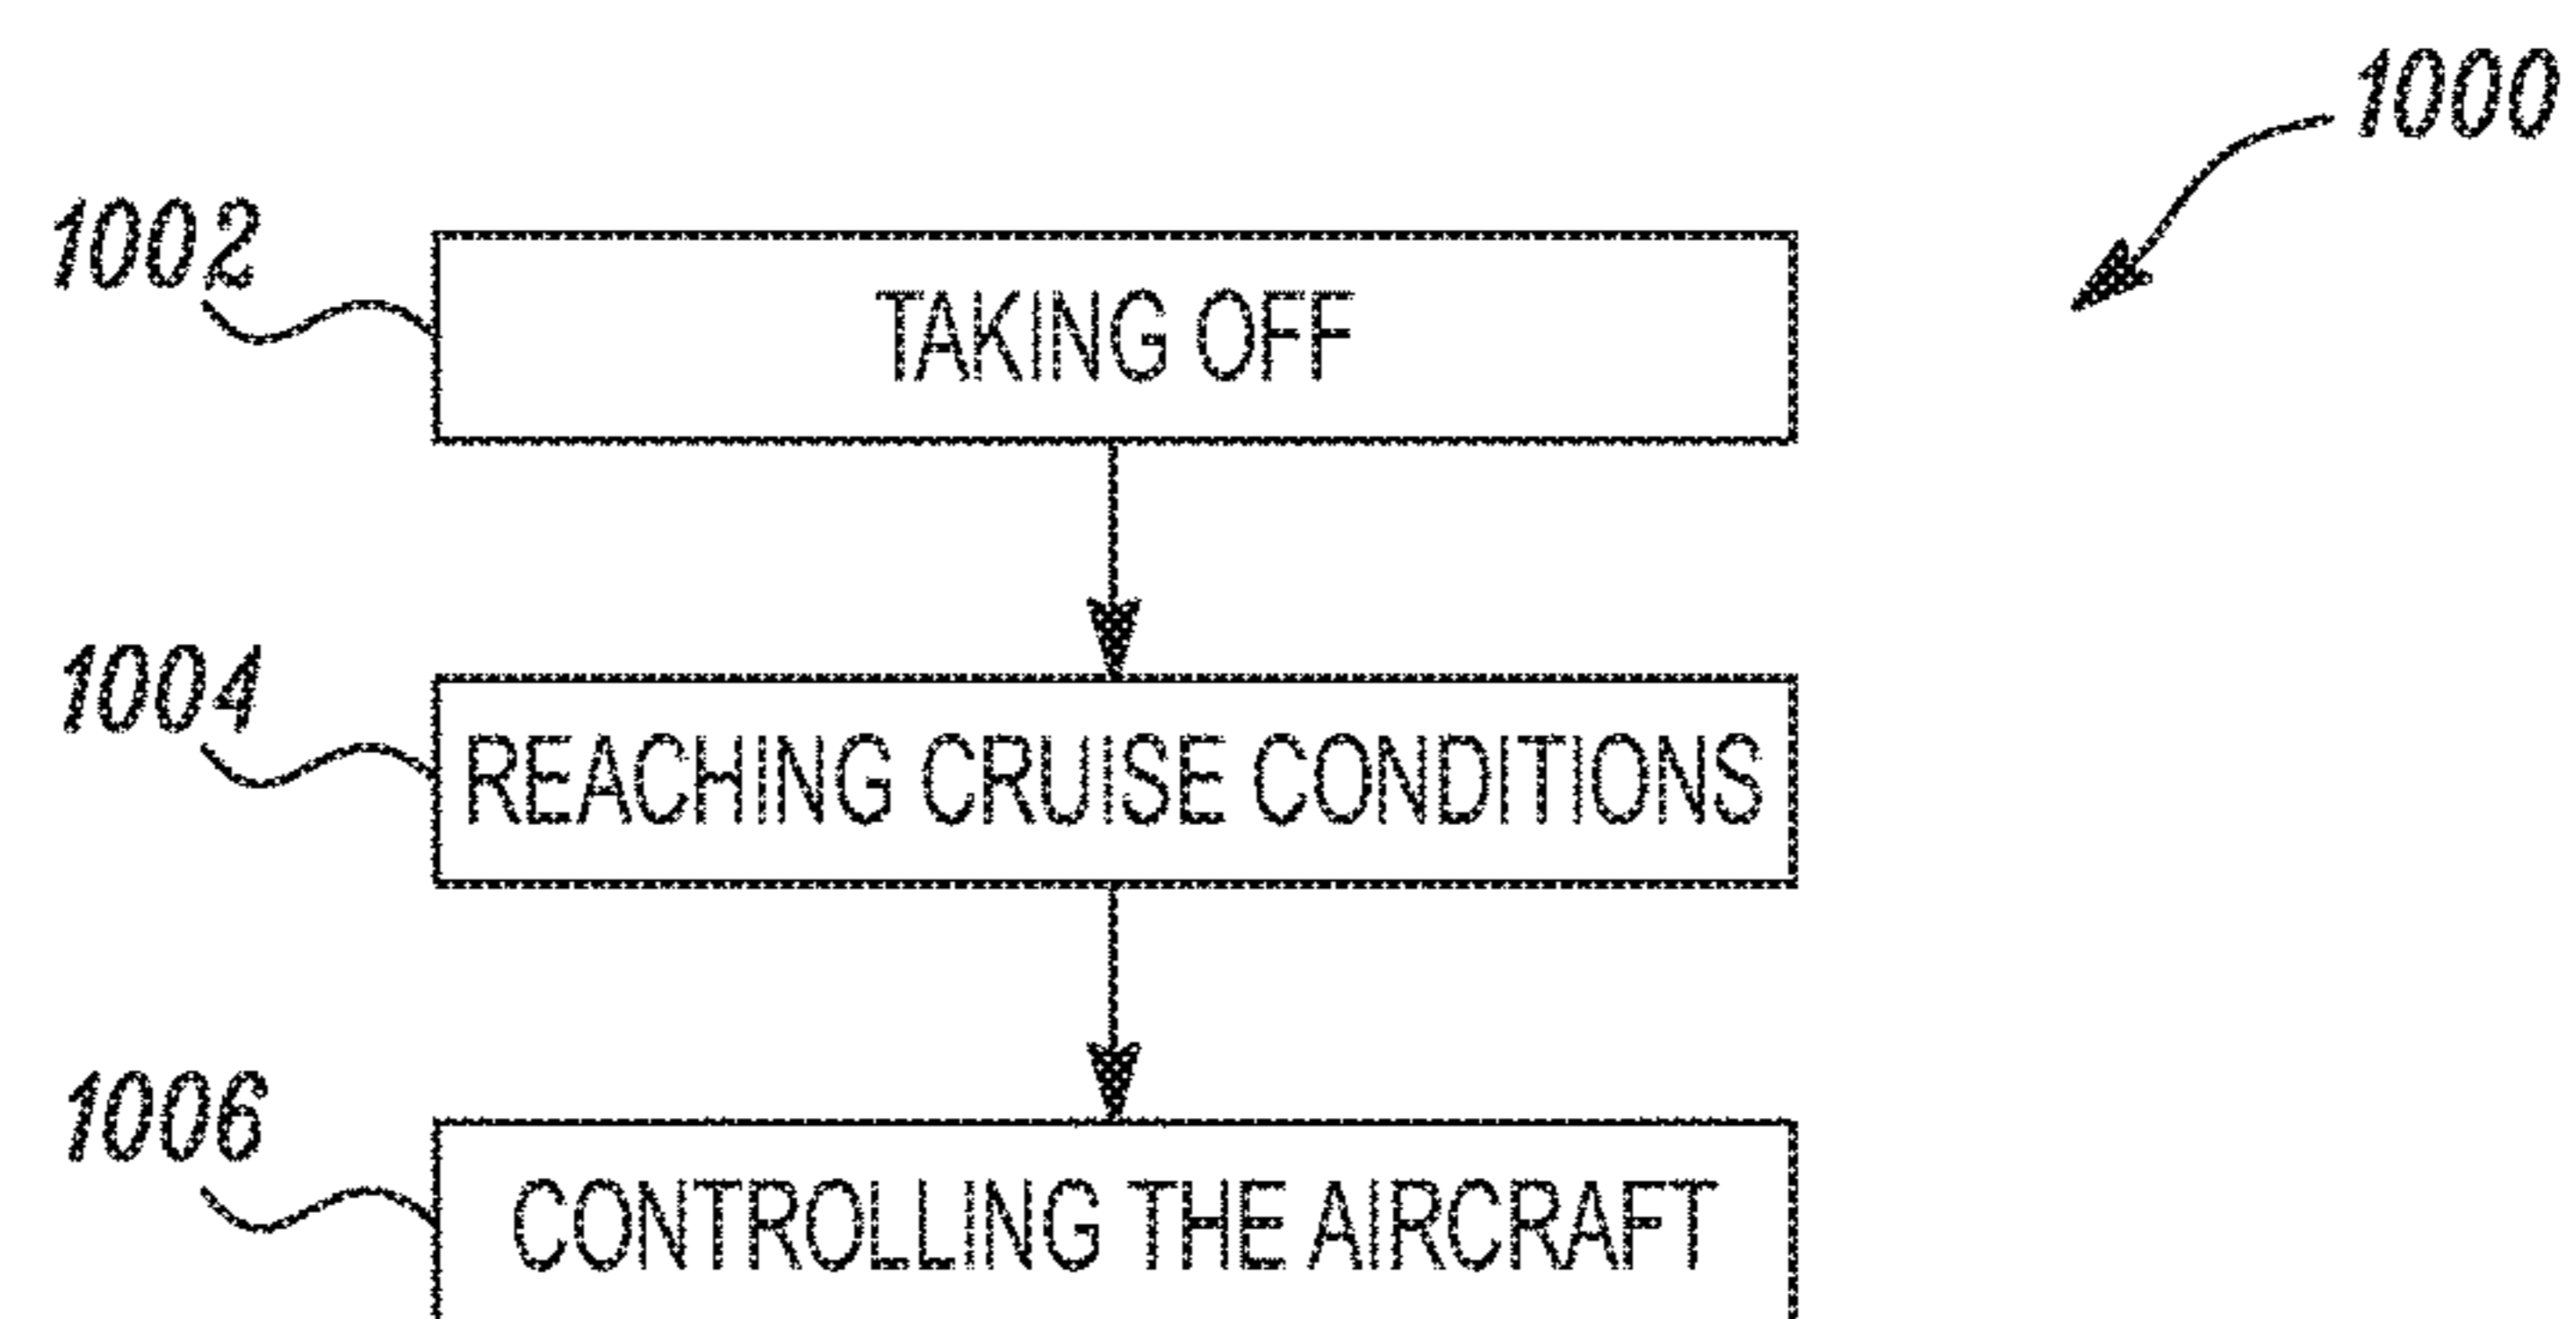 1000
1002
TAKING OFF
1004
REACHING CRUISE CONDITIONS
1006
CONTROLLING THE AIRCRAFT